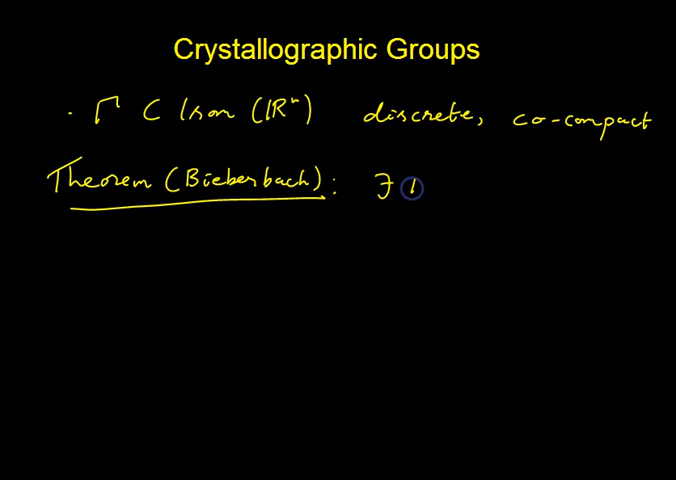 Crystallographic Groups
· Γ ⊂ Isom (ℝⁿ) discrete, co-compact
Theorem (Bieberbach): ∃